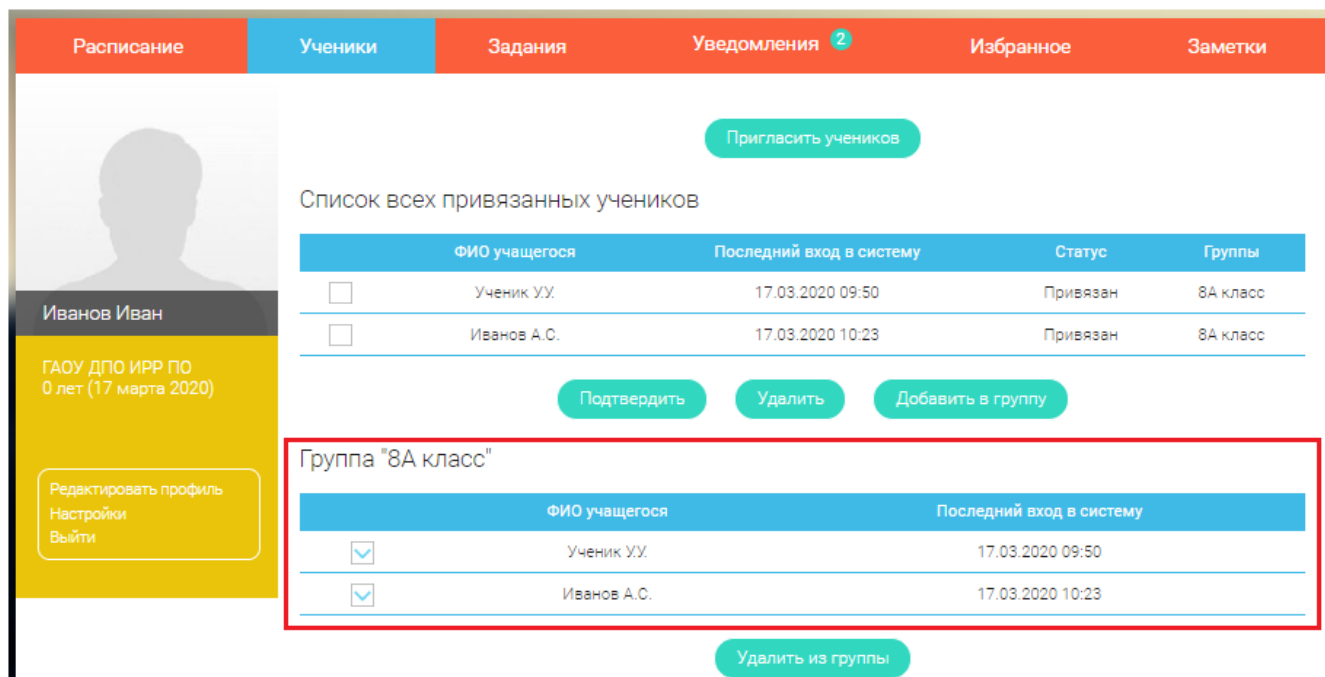 Расписание Ученики Задания Уведомления 2 Избранное Заметки
Пригласить учеников
Список всех привязанных учеников
ФИО учащегося Последний вход в систему Статус Группы
Ученик У.У. 17.03.2020 09:50 Привязан 8А класс
Иванов А.С. 17.03.2020 10:23 Привязан 8А класс
Иванов Иван
ГАОУ ДПО ИРР ПО
0 лет (17 марта 2020)
Подтвердить Удалить Добавить в группу
Группа "8А класс"
Редактировать профиль
Настройки
Выйти
ФИО учащегося Последний вход в систему
Ученик У.У. 17.03.2020 09:50
Иванов А.С. 17.03.2020 10:23
Удалить из группы